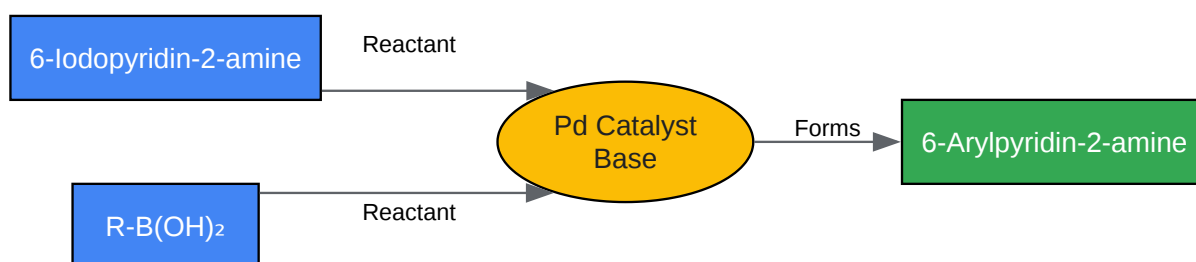 6-Iodopyridin-2-amine
Reactant
Pd Catalyst
Base
Forms
6-Arylpyridin-2-amine
R-B(OH)₂
Reactant